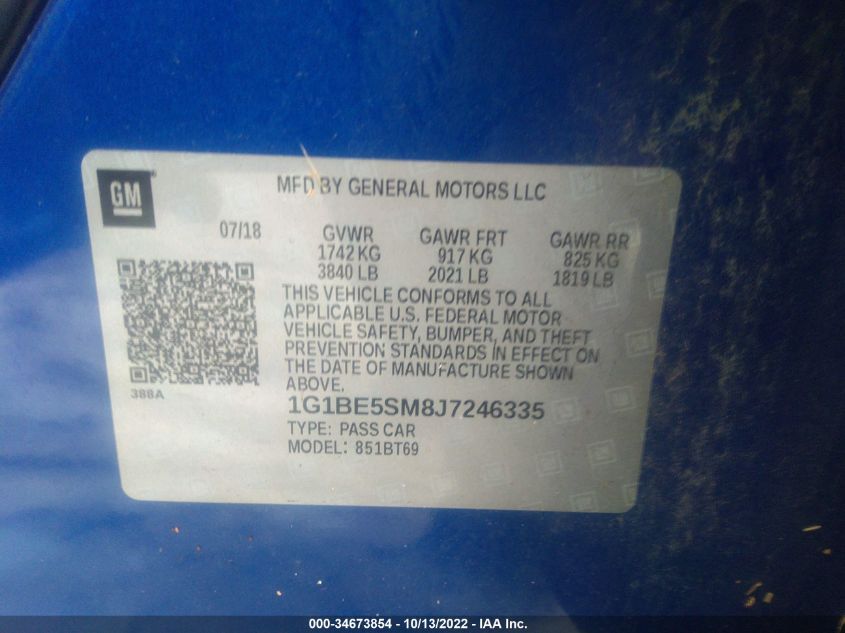 GM
MFD BY GENERAL MOTORS LLC
07/18 GVWR GAWR FRT GAWR RR
1742 KG 917 KG 825 KG
3840 LB 2021 LB 1819 LB
THIS VEHICLE CONFORMS TO ALL
APPLICABLE U.S. FEDERAL MOTOR
VEHICLE SAFETY, BUMPER, AND THEFT
PREVENTION STANDARDS IN EFFECT ON
THE DATE OF MANUFACTURE SHOWN
ABOVE.
388A
1G1BE5SM8J7246335
TYPE: PASS CAR
MODEL: 851BT69
000-34673854 - 10/13/2022 - IAA Inc.